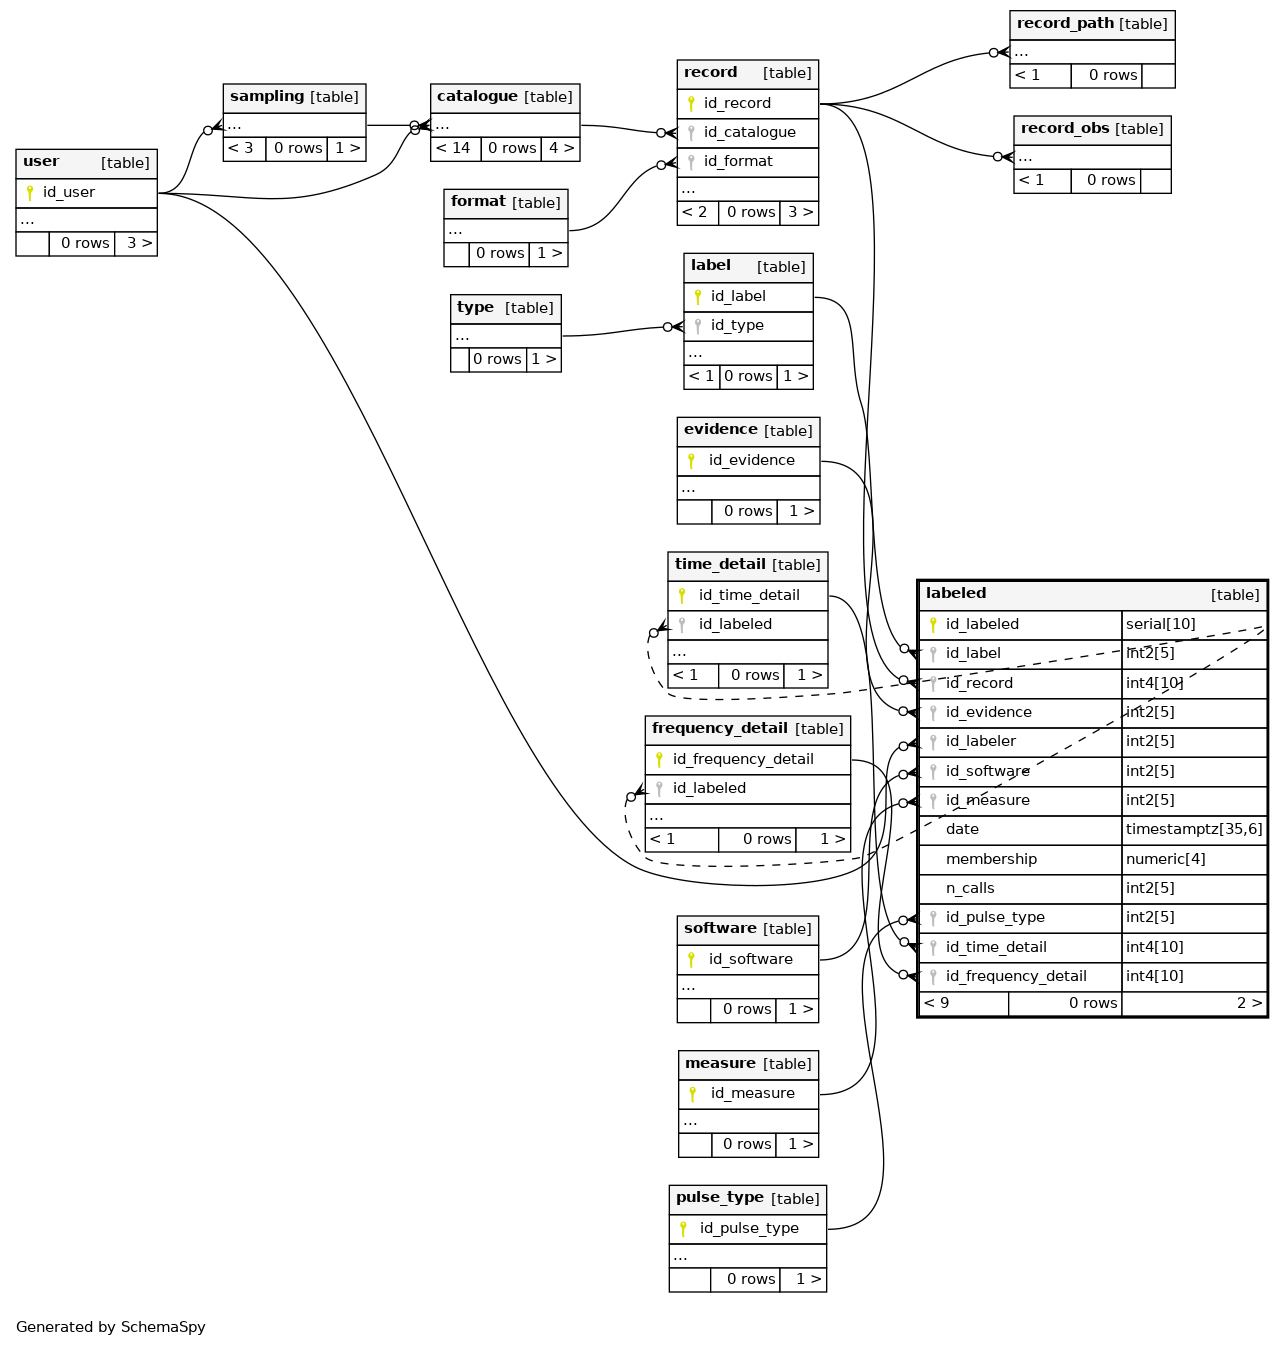 record_path [table]
...
< 1 0 rows
record [table]
id_record
id_catalogue
id_format
...
< 2 0 rows 3 >
sampling [table]
...
< 3 0 rows 1 >
catalogue [table]
...
< 14 0 rows 4 >
record_obs [table]
...
< 1 0 rows
user [table]
id_user
...
0 rows 3 >
format [table]
...
0 rows 1 >
label [table]
id_label
id_type
...
< 1 0 rows 1 >
type [table]
...
0 rows 1 >
evidence [table]
id_evidence
...
0 rows 1 >
time_detail [table]
id_time_detail
id_labeled
...
< 1 0 rows 1 >
labeled [table]
id_labeled serial[10]
id_label int2[5]
id_record int4[10]
id_evidence int2[5]
id_labeler int2[5]
id_software int2[5]
id_measure int2[5]
date timestamptz[35,6]
membership numeric[4]
n_calls int2[5]
id_pulse_type int2[5]
id_time_detail int4[10]
id_frequency_detail int4[10]
< 9 0 rows 2 >
frequency_detail [table]
id_frequency_detail
id_labeled
...
< 1 0 rows 1 >
software [table]
id_software
...
0 rows 1 >
measure [table]
id_measure
...
0 rows 1 >
pulse_type [table]
id_pulse_type
...
0 rows 1 >
Generated by SchemaSpy